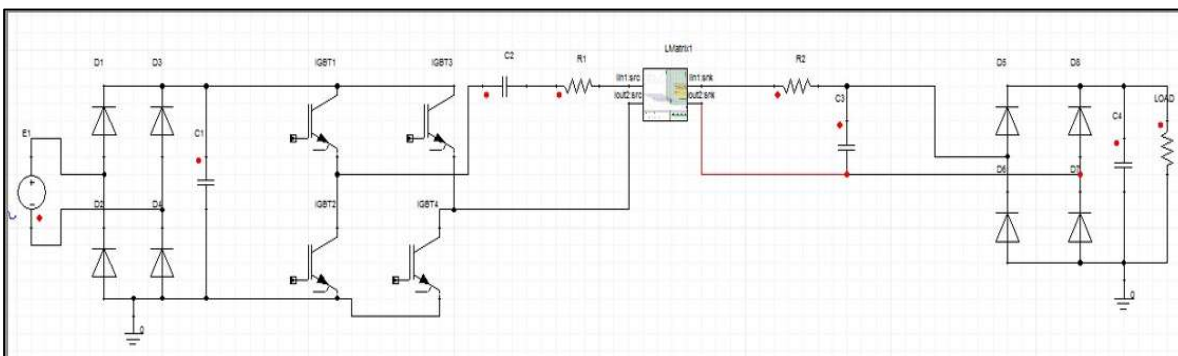 C2 R1 LMatrix1 R2
D1 D3 IGBT1 IGBT3 D5 D8
lin1:src lin1:snk
lout2:src lout2:snk
C3 LOAD
E1 C1 C4
D2 D4 IGBT2 IGBT4 D6 D7
0
0